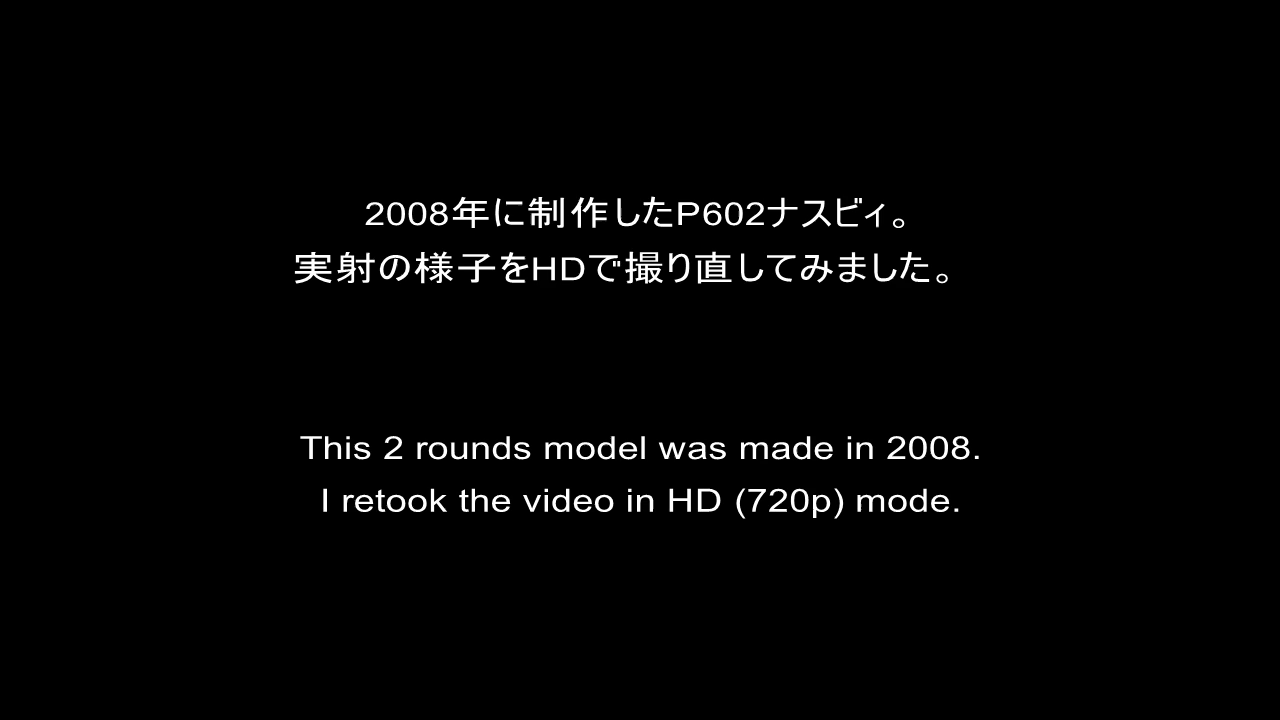 2008年に制作したP602ナスビィ。
実射の様子をHDで撮り直してみました。
This 2 rounds model was made in 2008.
I retook the video in HD (720p) mode.